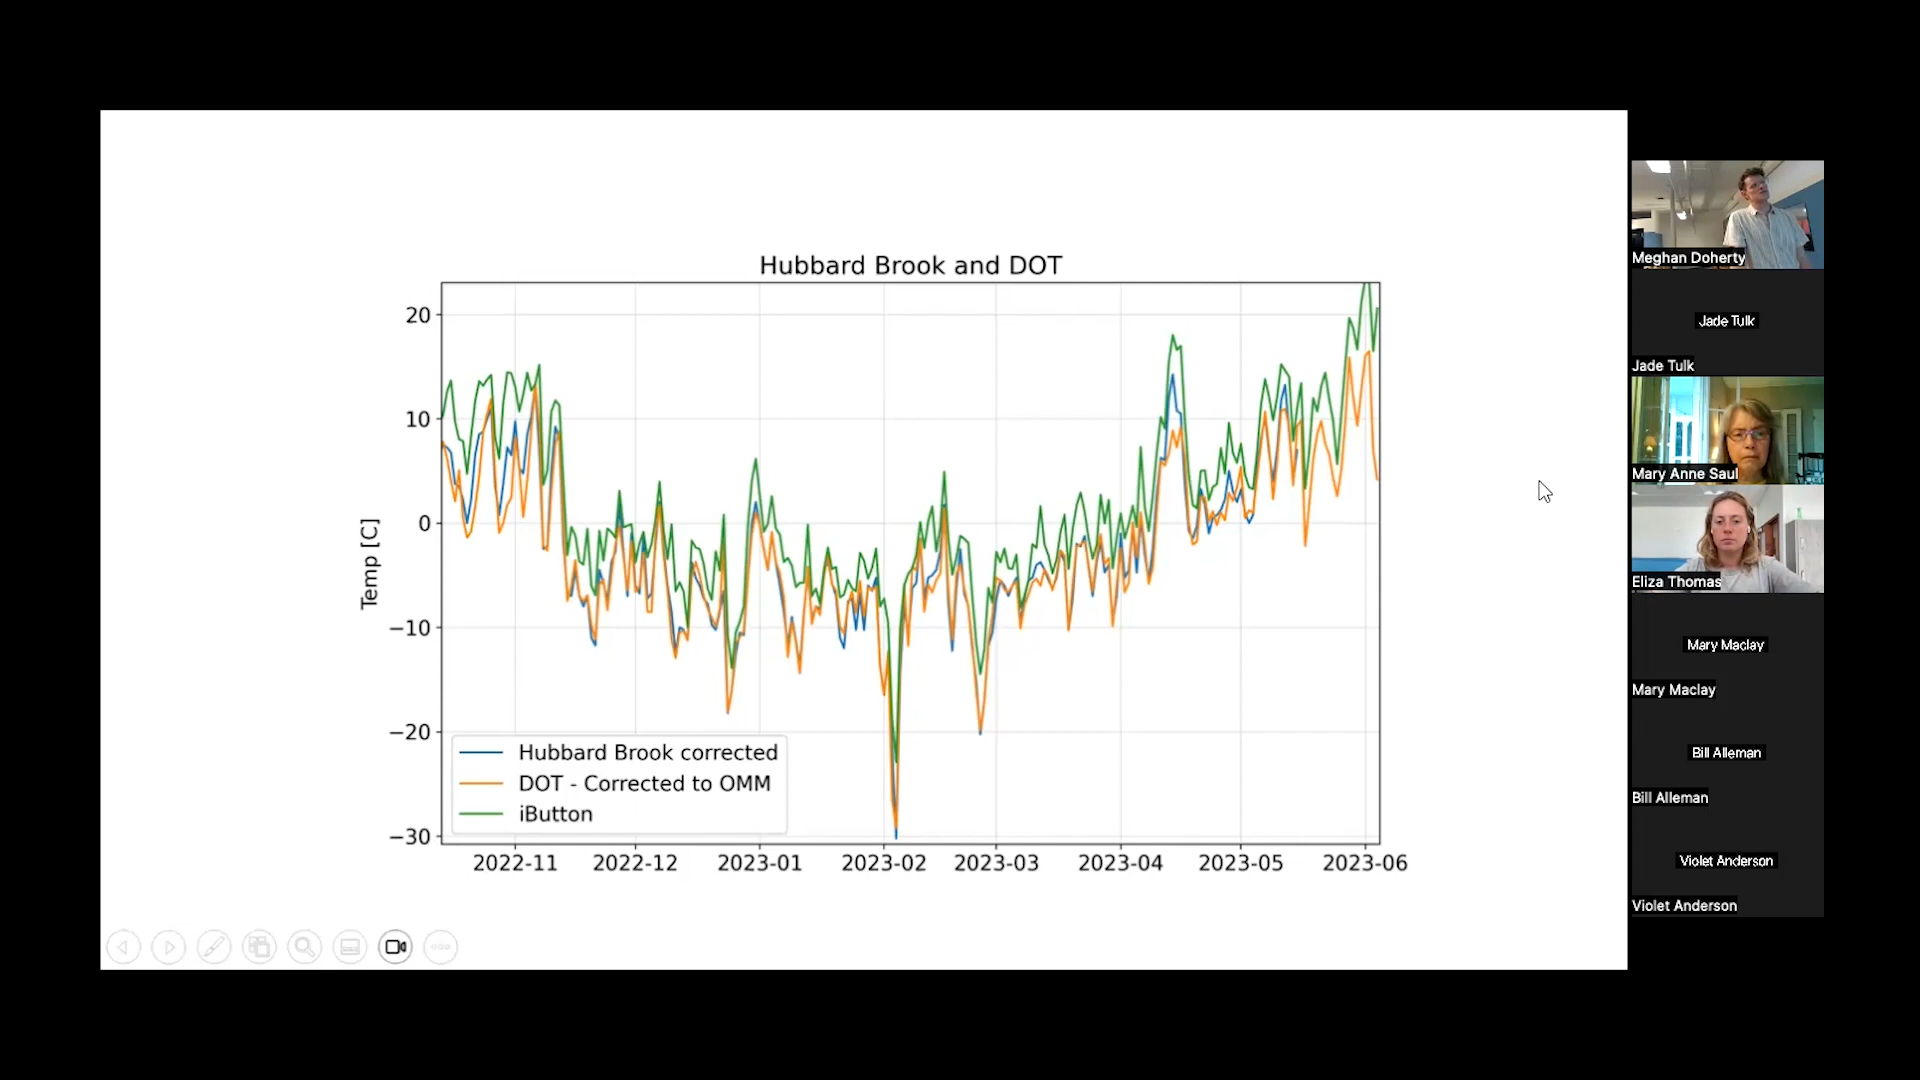 Hubbard Brook and DOT
Temp [C]
20
10
0
−10
−20
−30
Hubbard Brook corrected
DOT - Corrected to OMM
iButton
2022-11 2022-12 2023-01 2023-02 2023-03 2023-04 2023-05 2023-06
Meghan Doherty
Jade Tulk
Jade Tulk
Mary Anne Saul
Eliza Thomas
Mary Maclay
Mary Maclay
Bill Alleman
Bill Alleman
Violet Anderson
Violet Anderson